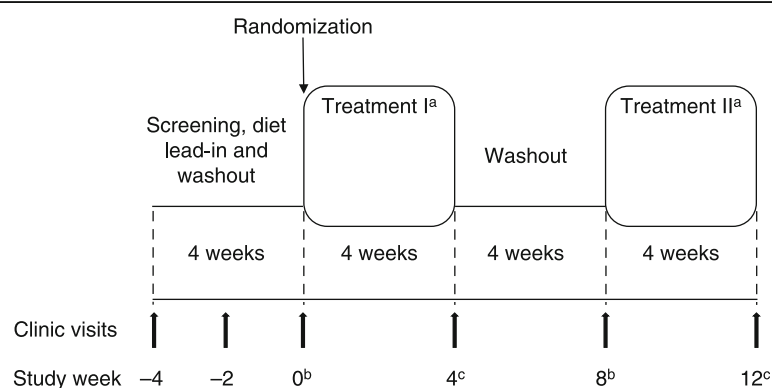 Randomization
Treatment Iᵃ
Treatment IIᵃ
Screening, diet
lead-in and
washout
Washout
4 weeks
4 weeks
4 weeks
4 weeks
Clinic visits
Study week –4 –2 0ᵇ 4ᶜ 8ᵇ 12ᶜ